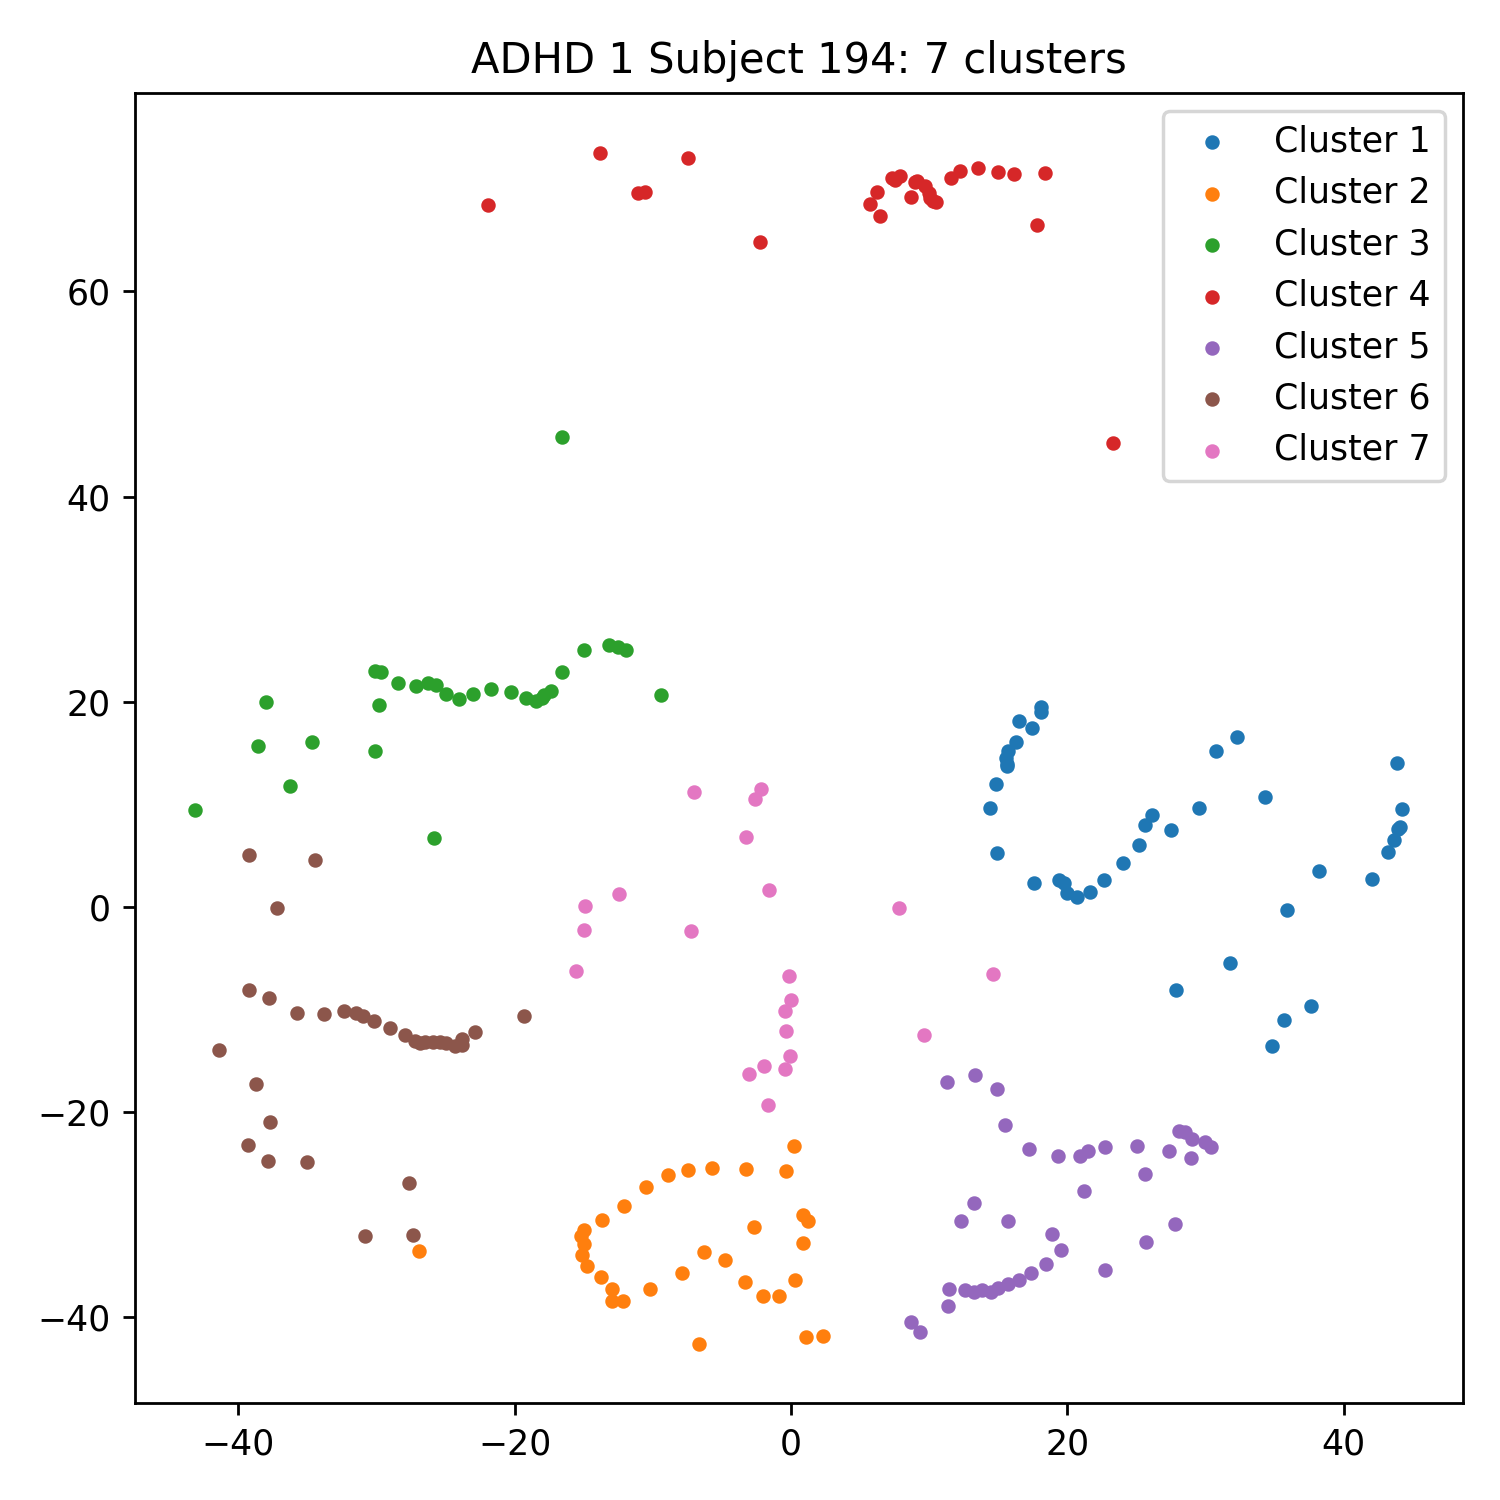 ADHD 1 Subject 194: 7 clusters
Cluster 1
Cluster 2
Cluster 3
Cluster 4
Cluster 5
Cluster 6
Cluster 7
60
40
20
0
−20
−40
−40 −20 0 20 40